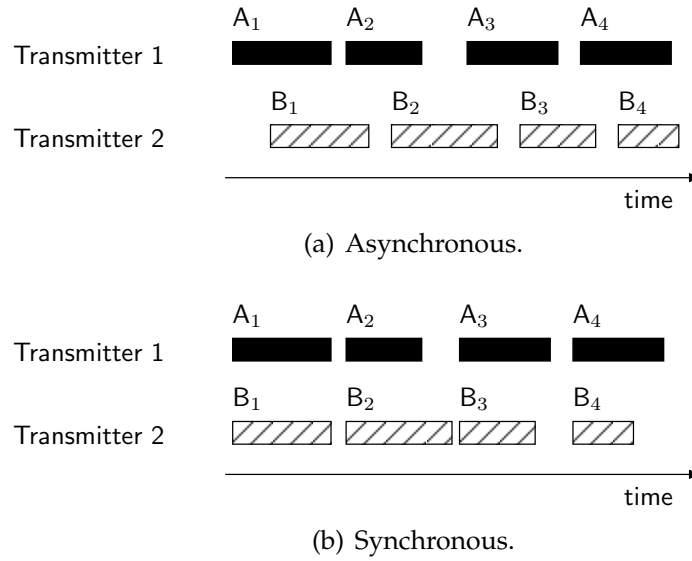 A₁ A₂ A₃ A₄
Transmitter 1
B₁ B₂ B₃ B₄
Transmitter 2
time
(a) Asynchronous.
A₁ A₂ A₃ A₄
Transmitter 1
B₁ B₂ B₃ B₄
Transmitter 2
time
(b) Synchronous.